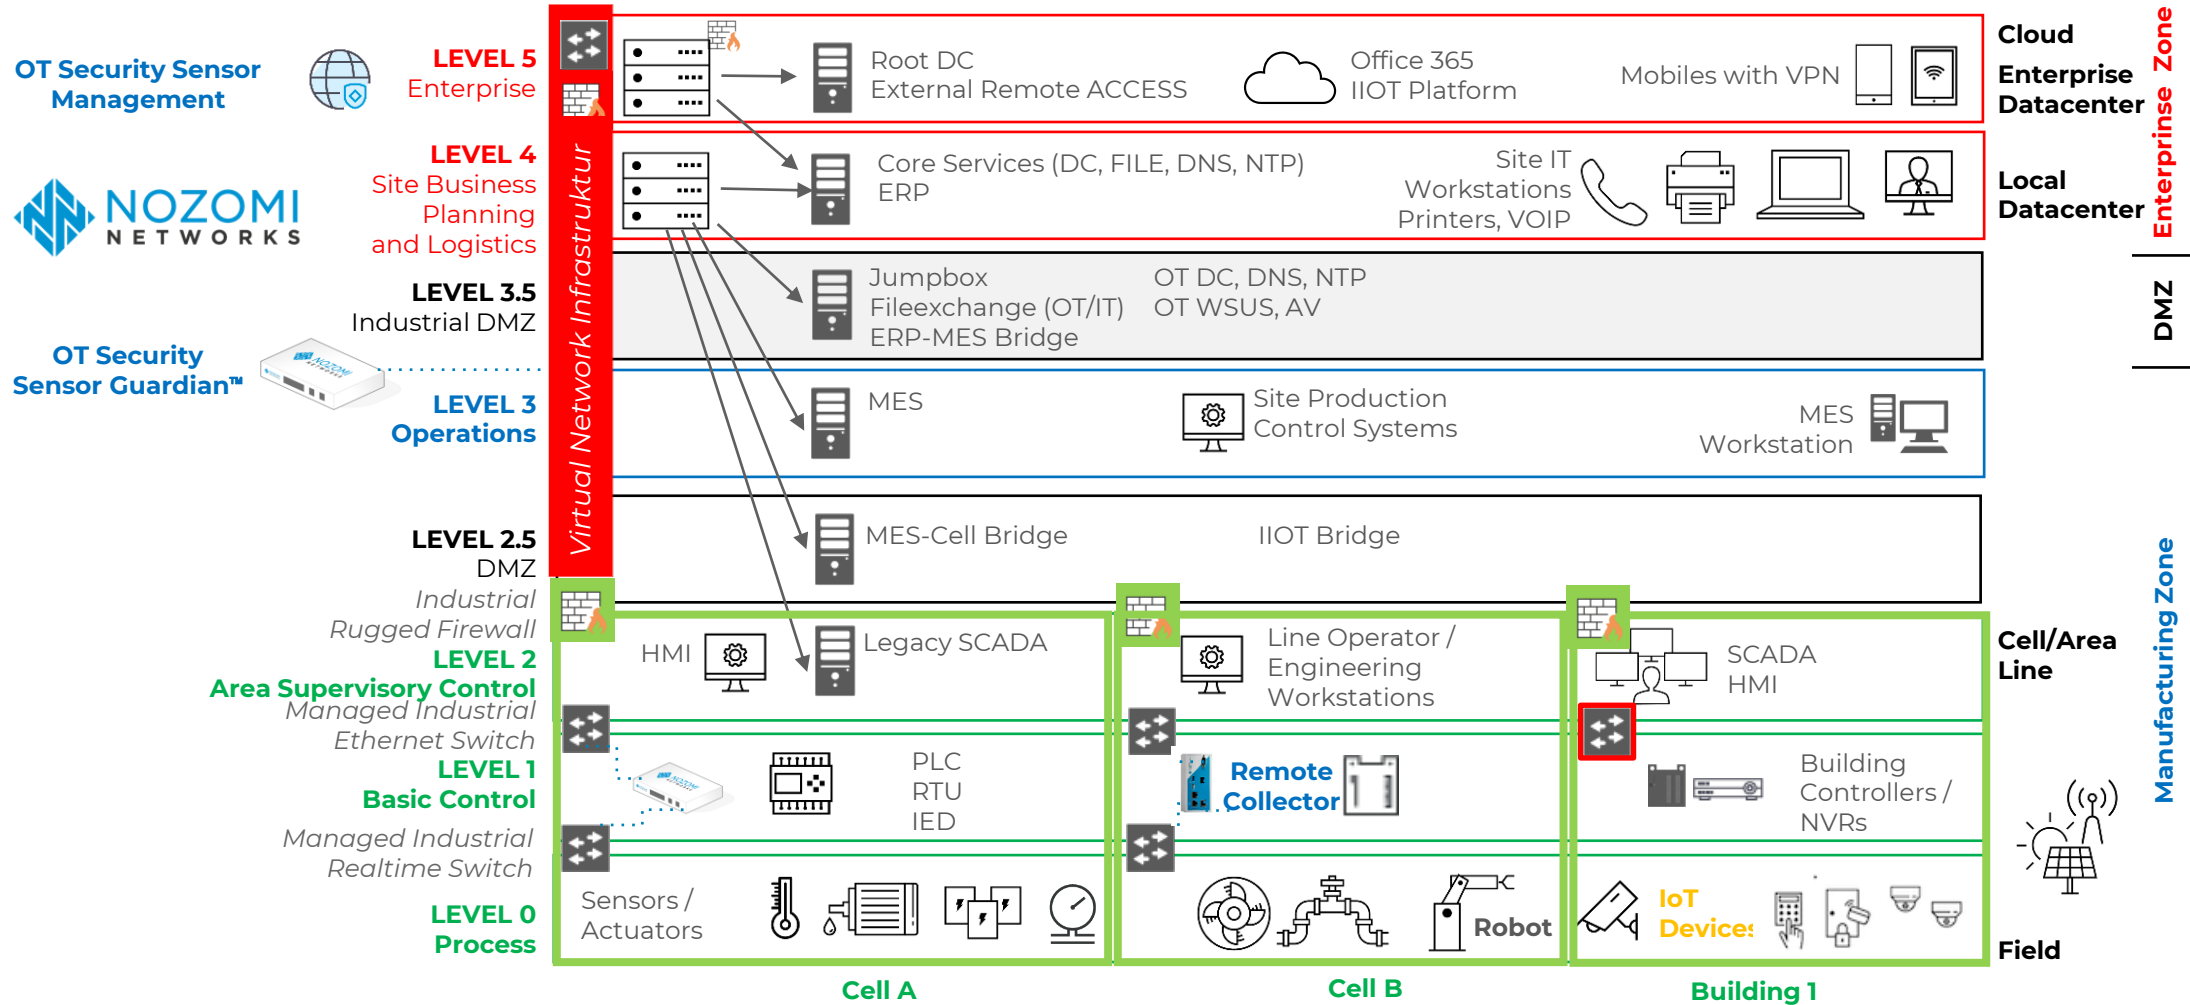 OT Security Sensor
Management
NOZOMI
NETWORKS
OT Security
Sensor Guardian™
LEVEL 5
Enterprise
LEVEL 4
Site Business
Planning
and Logistics
LEVEL 3.5
Industrial DMZ
LEVEL 3
Operations
LEVEL 2.5
DMZ
Industrial
Rugged Firewall
LEVEL 2
Area Supervisory Control
Managed Industrial
Ethernet Switch
LEVEL 1
Basic Control
Managed Industrial
Realtime Switch
LEVEL 0
Process
Virtual Network Infrastruktur
Root DC
External Remote ACCESS
Office 365
IIOT Platform
Mobiles with VPN
Core Services (DC, FILE, DNS, NTP)
ERP
Site IT
Workstations
Printers, VOIP
Jumpbox
Fileexchange (OT/IT)
ERP-MES Bridge
OT DC, DNS, NTP
OT WSUS, AV
MES
Site Production
Control Systems
MES
Workstation
MES-Cell Bridge
IIOT Bridge
HMI
Legacy SCADA
Line Operator /
Engineering
Workstations
SCADA
HMI
NOZOMI
NETWORKS
PLC
RTU
IED
Remote
Collector
Building
Controllers /
NVRs
Sensors /
Actuators
Robot
IoT
Devices
Cell A
Cell B
Building 1
Cloud
Enterprise
Datacenter
Local
Datacenter
Cell/Area
Line
Field
Enterprinse Zone
DMZ
Manufacturing Zone
NOZOMI
NETWORKS